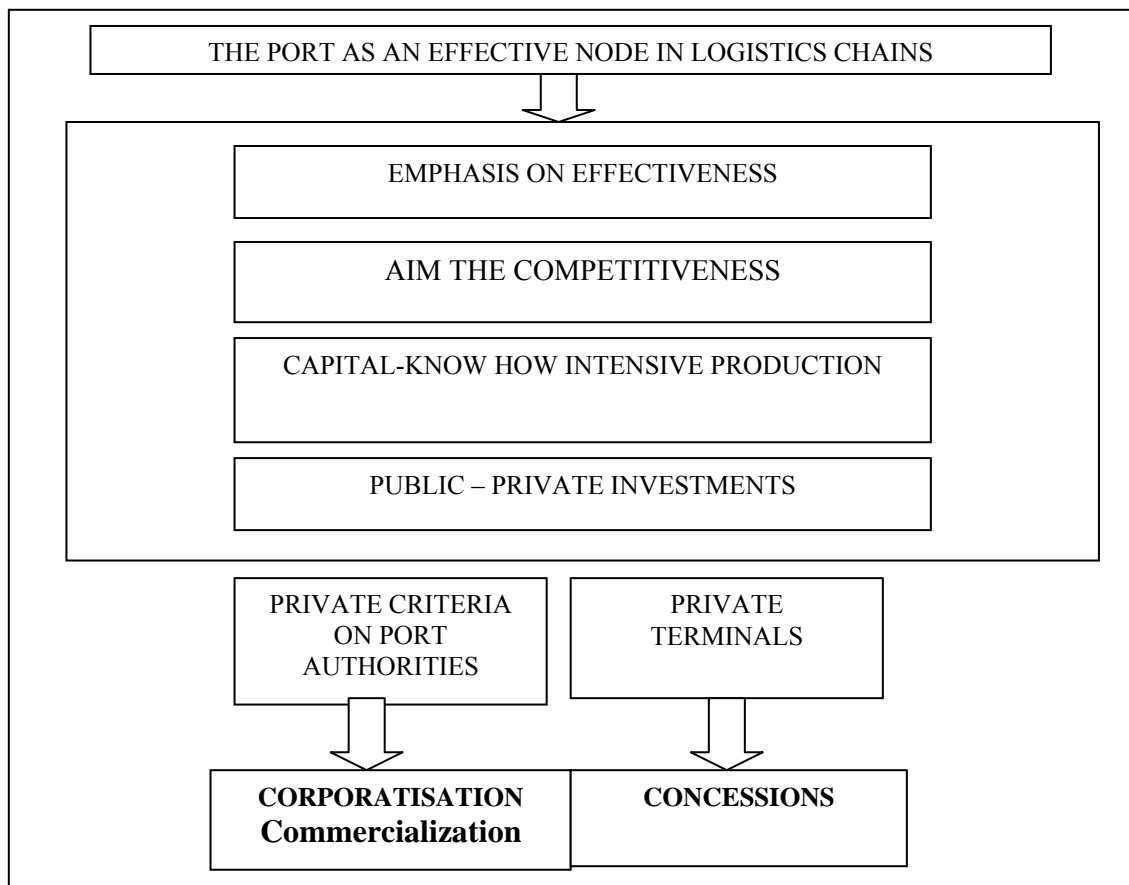 THE PORT AS AN EFFECTIVE NODE IN LOGISTICS CHAINS
EMPHASIS ON EFFECTIVENESS
AIM THE COMPETITIVENESS
CAPITAL-KNOW HOW INTENSIVE PRODUCTION
PUBLIC – PRIVATE INVESTMENTS
PRIVATE CRITERIA
ON PORT
AUTHORITIES
PRIVATE
TERMINALS
CORPORATISATION
Commercialization
CONCESSIONS